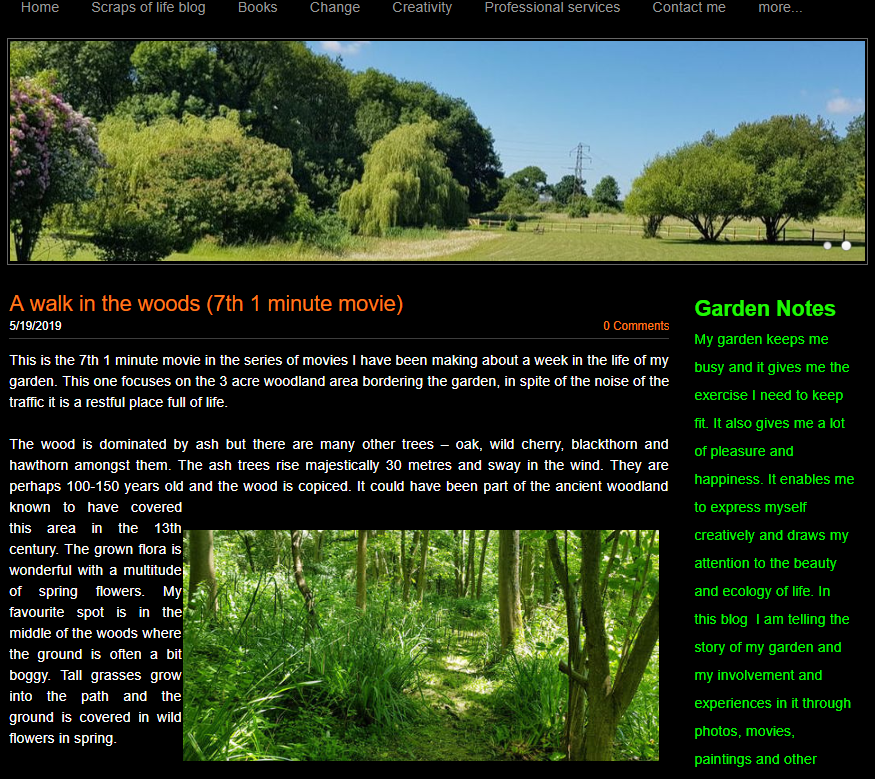 Home Scraps of life blog Books Change Creativity Professional services Contact me more...
A walk in the woods (7th 1 minute movie)
5/19/2019
0 Comments
This is the 7th 1 minute movie in the series of movies I have been making about a week in the life of my
garden. This one focuses on the 3 acre woodland area bordering the garden, in spite of the noise of the
traffic it is a restful place full of life.
The wood is dominated by ash but there are many other trees – oak, wild cherry, blackthorn and
hawthorn amongst them. The ash trees rise majestically 30 metres and sway in the wind. They are
perhaps 100-150 years old and the wood is copiced. It could have been part of the ancient woodland
known to have covered
this area in the 13th
century. The grown flora is
wonderful with a multitude
of spring flowers. My
favourite spot is in the
middle of the woods where
the ground is often a bit
boggy. Tall grasses grow
into the path and the
ground is covered in wild
flowers in spring.
Garden Notes
My garden keeps me
busy and it gives me the
exercise I need to keep
fit. It also gives me a lot
of pleasure and
happiness. It enables me
to express myself
creatively and draws my
attention to the beauty
and ecology of life. In
this blog I am telling the
story of my garden and
my involvement and
experiences in it through
photos, movies,
paintings and other